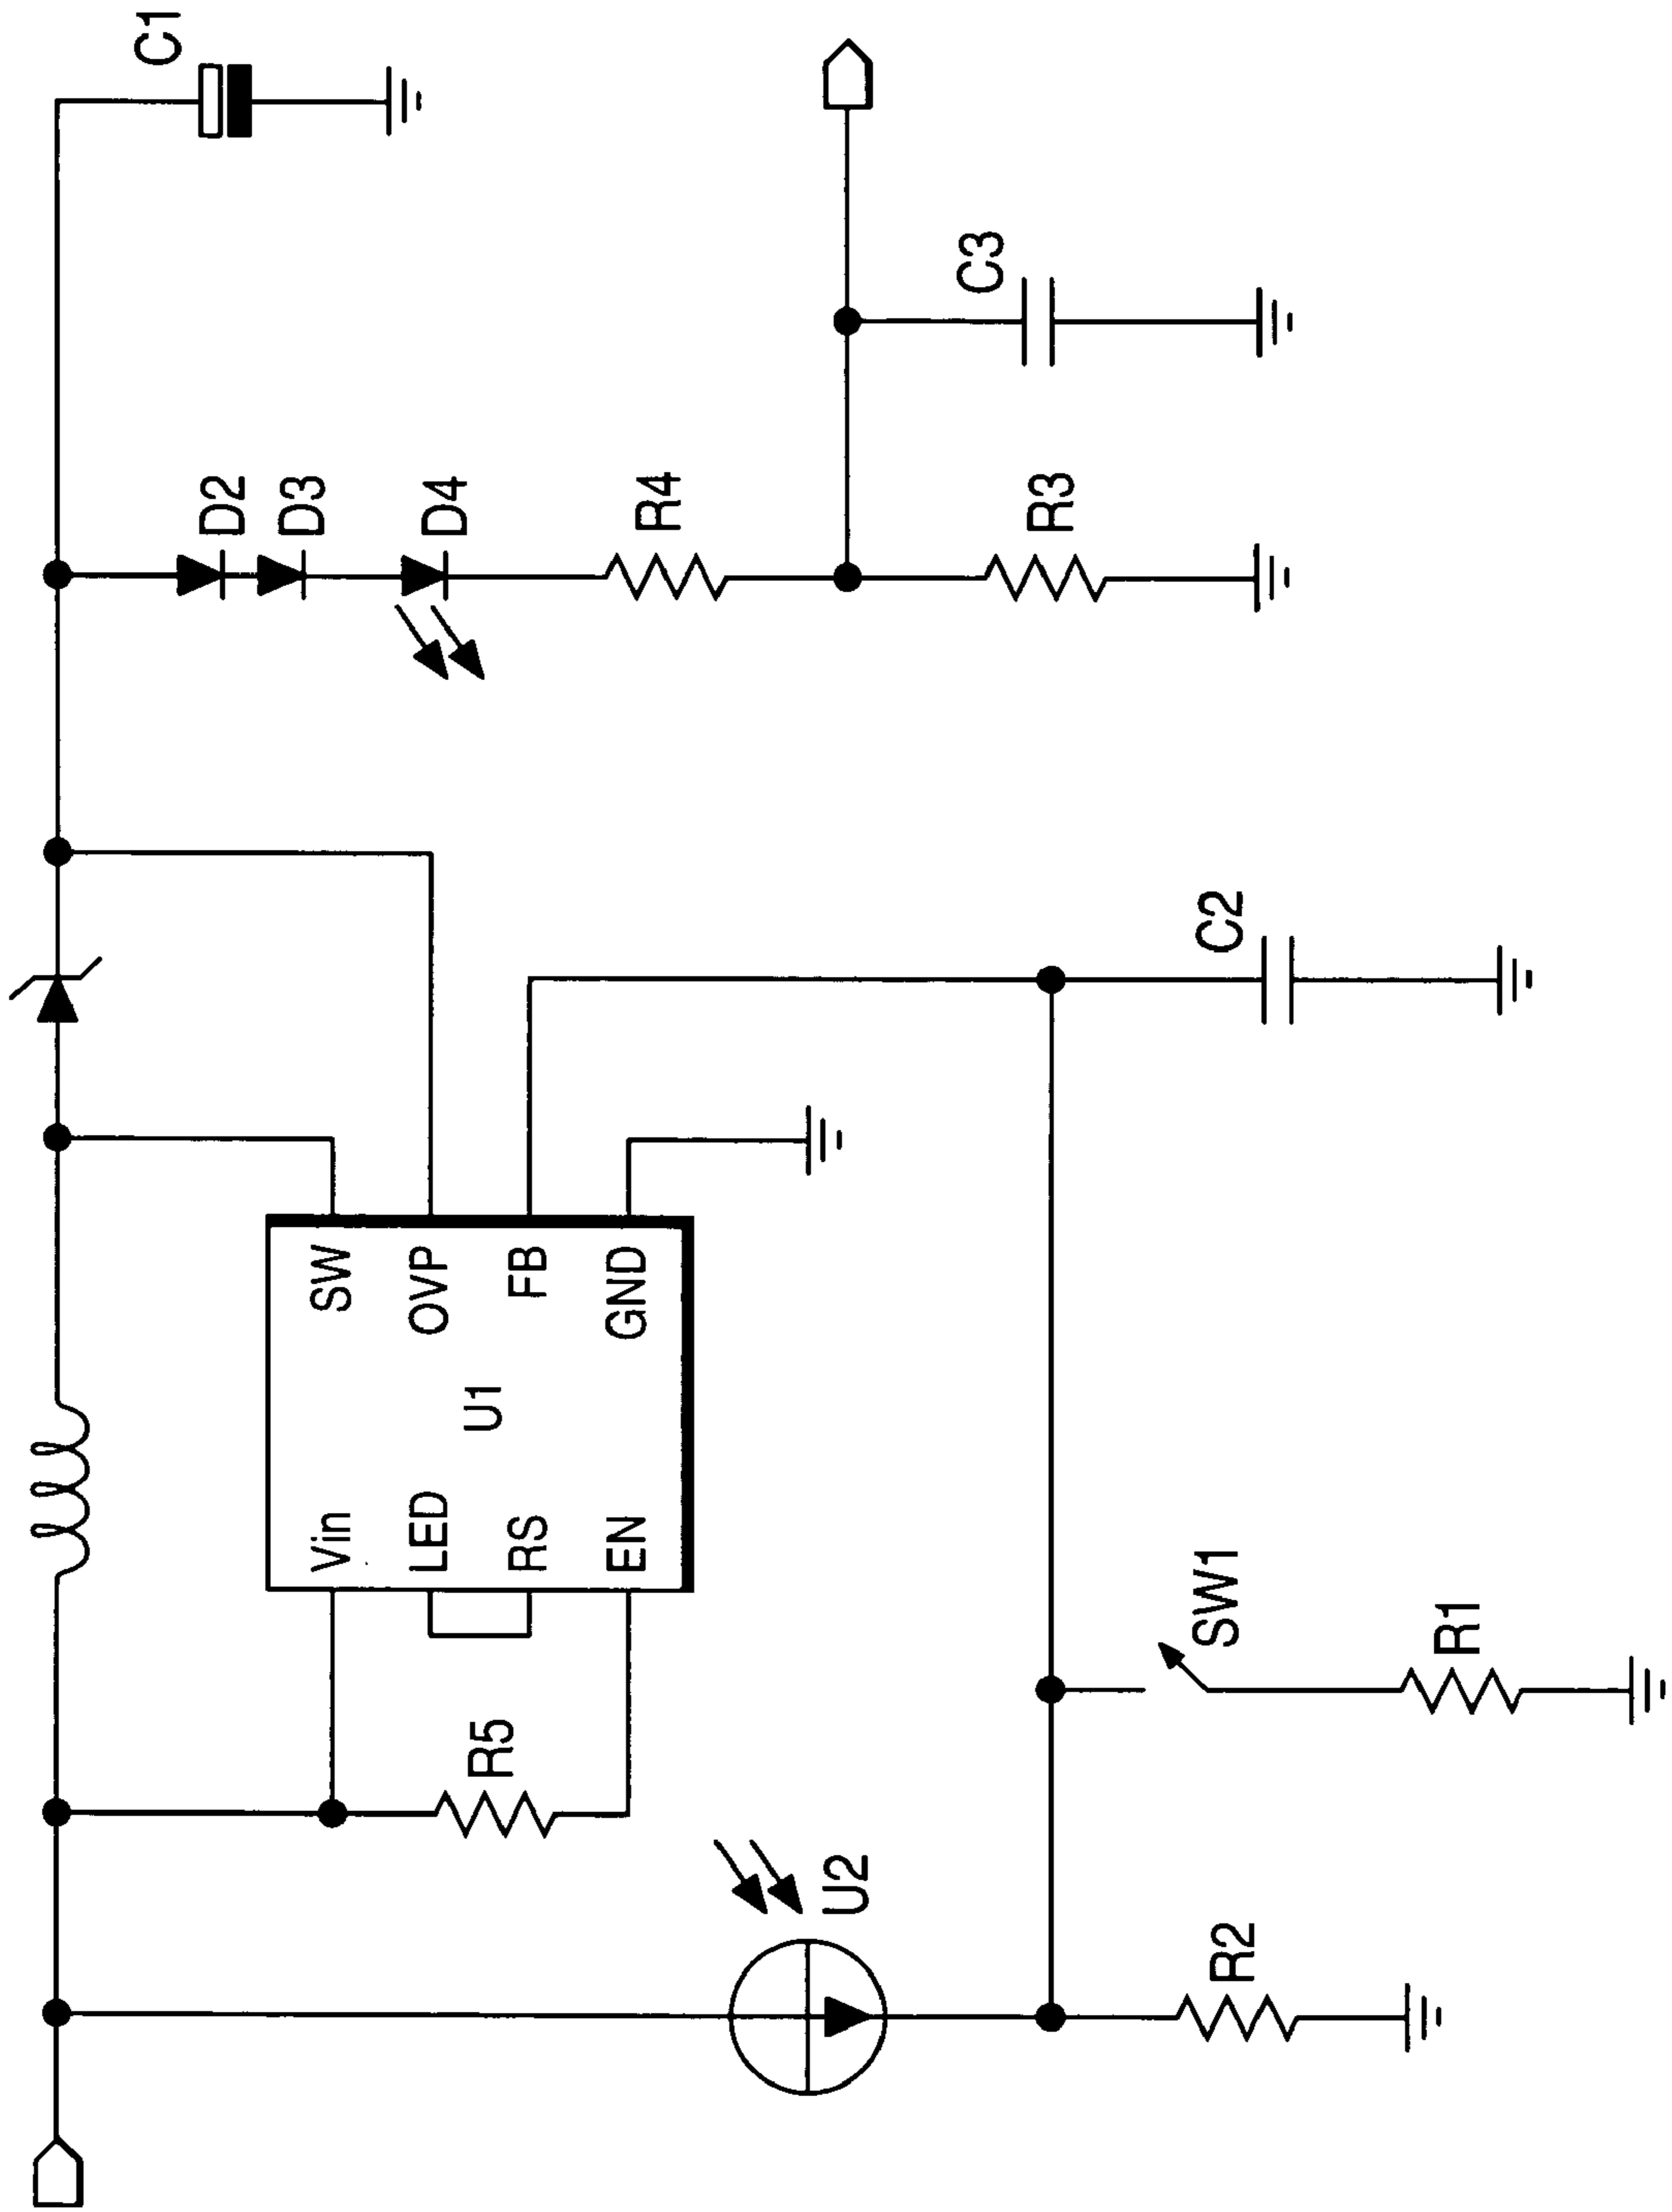 C1
D2
D3
D4
R4
C3
R3
C2
SW
OVP
FB
GND
U1
Vin
LED
RS
EN
R5
SW1
R1
U2
R2